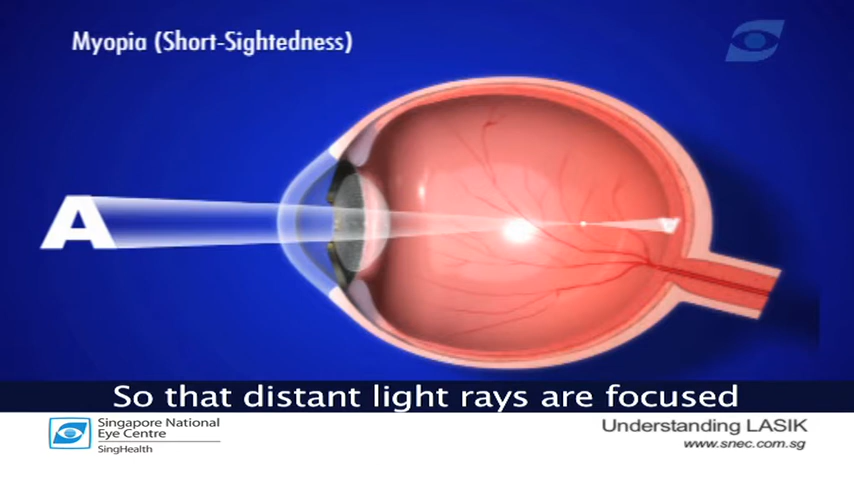 Myopia (Short-Sightedness)
A
So that distant light rays are focused
Singapore National
Eye Centre
SingHealth
Understanding LASIK
www.snec.com.sg